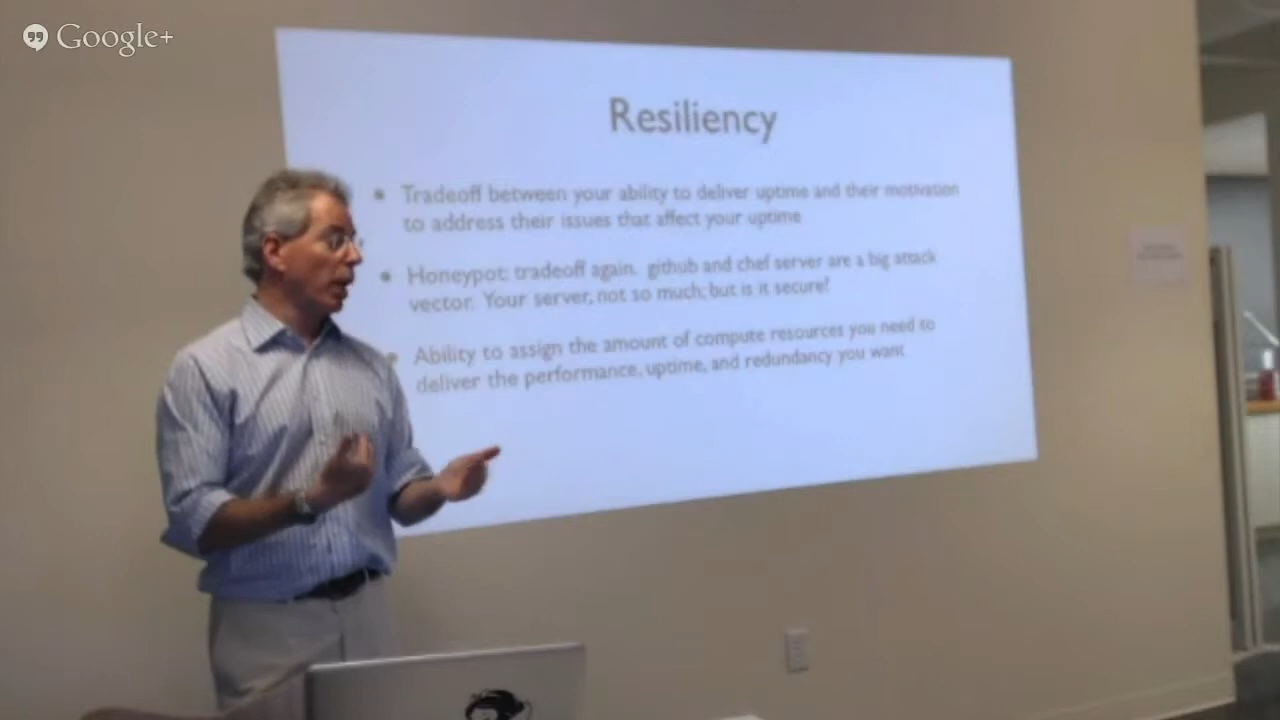 Google+
Resiliency
• Tradeoff between your ability to deliver uptime and their motivation
to address their issues that affect your uptime
• Honeypot: tradeoff again. github and chef server are a big attack
vector. Your server, not so much; but is it secure?
• Ability to assign the amount of compute resources you need to
deliver the performance, uptime, and redundancy you want